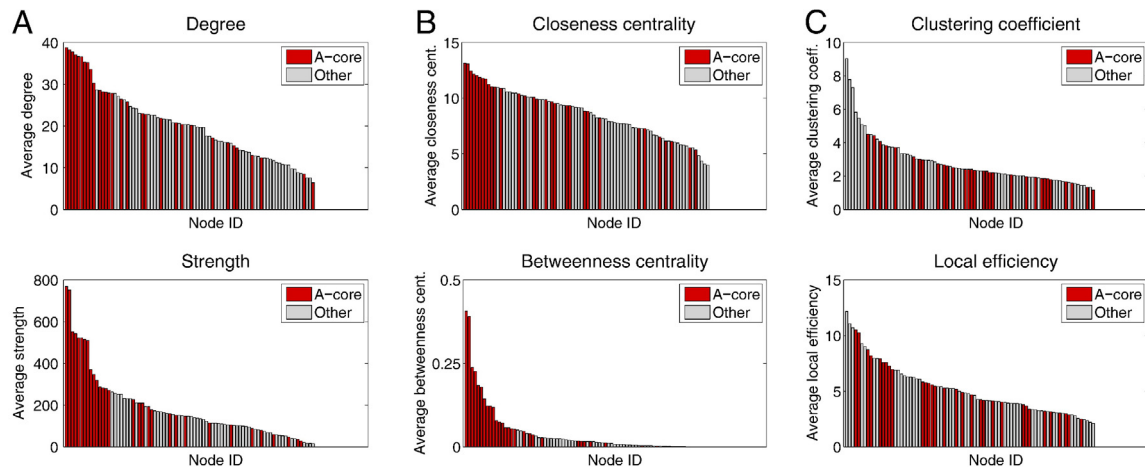 A
Degree
Average degree
40
30
20
10
0
A-core
Other
Node ID
B
Closeness centrality
Average closeness cent.
15
10
5
0
A-core
Other
Node ID
C
Clustering coefficient
Average clustering coeff.
10
8
6
4
2
0
A-core
Other
Node ID
Strength
Average strength
800
600
400
200
0
A-core
Other
Node ID
Betweenness centrality
Average betweenness cent.
0.5
0.25
0
A-core
Other
Node ID
Local efficiency
Average local efficiency
15
10
5
0
A-core
Other
Node ID